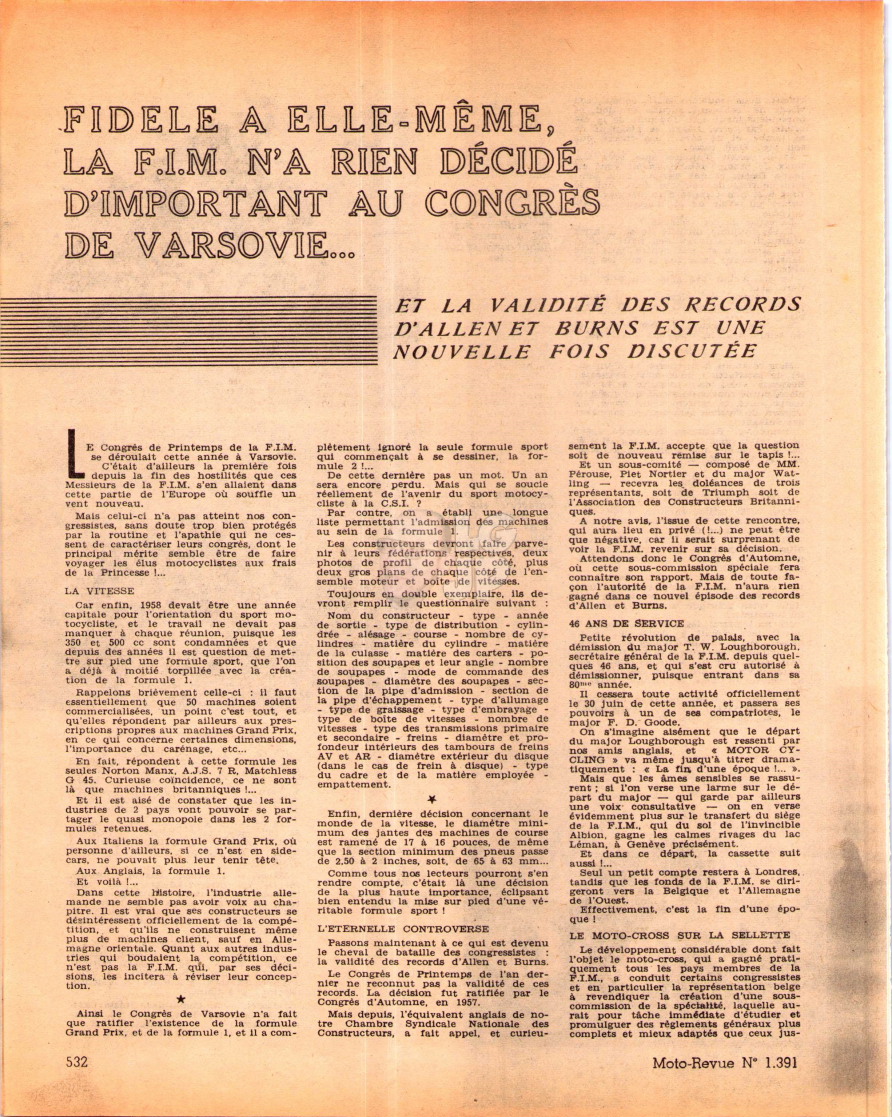 FIDELE A ELLE-MÊME,
LA F.I.M. N'A RIEN DÉCIDÉ
D'IMPORTANT AU CONGRÈS
DE VARSOVIE...
ET LA VALIDITÉ DES RECORDS
D'ALLEN ET BURNS EST UNE
NOUVELLE FOIS DISCUTÉE
LE Congrès de Printemps de la F.I.M.
se déroulait cette année à Varsovie.
C'était d'ailleurs la première fois
depuis la fin des hostilités que ces
Messieurs de la F.I.M. s'en allaient dans
cette partie de l'Europe où souffle un
vent nouveau.
Mais celui-ci n'a pas atteint nos con-
gressistes, sans doute trop bien protégés
par la routine et l'apathie qui ne ces-
sent de caractériser leurs congrés, dont le
principal mérite semble être de faire
voyager les élus motocyclistes aux frais
de la Princesse !...
LA VITESSE
Car enfin, 1958 devait être une année
capitale pour l'orientation du sport mo-
tocycliste, et le travail ne devait pas
manquer à chaque réunion, puisque les
350 et 500 cc sont condamnées et que
depuis des années il est question de met-
tre sur pied une formule sport, que l'on
a déjà à moitié torpillée avec la créa-
tion de la formule 1.
Rappelons brièvement celle-ci : il faut
essentiellement que 50 machines soient
commercialisées, un point c'est tout, et
qu'elles répondent par ailleurs aux pres-
criptions propres aux machines Grand Prix,
en ce qui concerne certaines dimensions,
l'importance du carénage, etc...
En fait, répondent à cette formule les
seules Norton Manx, A.J.S. 7 R, Matchless
G 45. Curieuse coïncidence, ce ne sont
là que machines britanniques !...
Et il est aisé de constater que les in-
dustries de 2 pays vont pouvoir se par-
tager le quasi monopole dans les 2 for-
mules retenues.
Aux Italiens la formule Grand Prix, où
personne d'ailleurs, si ce n'est en side-
cars, ne pouvait plus leur tenir tête.
Aux Anglais, la formule 1.
Et voilà !...
Dans cette histoire, l'industrie alle-
mande ne semble pas avoir voix au cha-
pitre. Il est vrai que ses constructeurs se
désintéressent officiellement de la compé-
tition, et qu'ils ne construisent même
plus de machines client, sauf en Alle-
magne orientale. Quant aux autres indus-
tries qui boudaient la compétition, ce
n'est pas la F.I.M. qui, par ses déci-
sions, les incitera à réviser leur concep-
tion.
★
Ainsi le Congrès de Varsovie n'a fait
que ratifier l'existence de la formule
Grand Prix, et de la formule 1, et il a com-
plétement ignoré la seule formule sport
qui commençait à se dessiner, la for-
mule 2 !...
De cette dernière pas un mot. Un an
sera encore perdu. Mais qui se soucie
réellement de l'avenir du sport motocy-
cliste à la C.S.I. ?
Par contre, on a établi une longue
liste permettant l'admission des machines
au sein de la formule 1.
Les constructeurs devront faire parve-
nir à leurs fédérations respectives, deux
photos de profil de chaque côté, plus
deux gros plans de chaque côté de l'en-
semble moteur et boîte de vitesses.
Toujours en double exemplaire, ils de-
vront remplir le questionnaire suivant :
Nom du constructeur - type - année
de sortie - type de distribution - cylin-
drée - alésage - course - nombre de cy-
lindres - matière du cylindre - matière
de la culasse - matière des carters - po-
sition des soupapes et leur angle - nombre
de soupapes - mode de commande des
soupapes - diamètre des soupapes - sec-
tion de la pipe d'admission - section de
la pipe d'échappement - type d'allumage
- type de graissage - type d'embrayage -
type de boîte de vitesses - nombre de
vitesses - type des transmissions primaire
et secondaire - freins - diamètre et pro-
fondeur intérieurs des tambours de freins
AV et AR - diamétre extérieur du disque
(dans le cas de frein à disque) - type
du cadre et de la matière employée -
empattement.
★
Enfin, dernière décision concernant le
monde de la vitesse, le diamétre mini-
mum des jantes des machines de course
est ramené de 17 à 16 pouces, de même
que la section minimum des pneus passe
de 2,50 à 2 inches, soit, de 65 à 63 mm...
Comme tous nos lecteurs pourront s'en
rendre compte, c'était là une décision
de la plus haute importance, éclipsant
bien entendu la mise sur pied d'une vé-
ritable formule sport !
L'ETERNELLE CONTROVERSE
Passons maintenant à ce qui est devenu
le cheval de bataille des congressistes :
la validité des records d'Allen et Burns.
Le Congrès de Printemps de l'an der-
nier ne reconnut pas la validité de ces
records. La décision fut ratifiée par le
Congrès d'Automne, en 1957.
Mais depuis, l'équivalent anglais de no-
tre Chambre Syndicale Nationale des
Constructeurs, a fait appel, et curieu-
sement la F.I.M. accepte que la question
soit de nouveau remise sur le tapis !...
Et un sous-comité — composé de MM.
Pérouse, Piet Nortier et du major Wat-
ling — recevra les doléances de trois
représentants, soit de Triumph soit de
l'Association des Constructeurs Britanni-
ques.
A notre avis, l'issue de cette rencontre,
qui aura lieu en privé (!...) ne peut être
que négative, car il serait surprenant de
voir la F.I.M. revenir sur sa décision.
Attendons donc le Congrès d'Automne,
où cette sous-commission spéciale fera
connaître son rapport. Mais de toute fa-
çon l'autorité de la F.I.M. n'aura rien
gagné dans ce nouvel épisode des records
d'Allen et Burns.
46 ANS DE SERVICE
Petite révolution de palais, avec la
démission du major T. W. Loughborough,
secrétaire général de la F.I.M. depuis quel-
ques 46 ans, et qui s'est cru autorisé à
démissionner, puisque entrant dans sa
80me année.
Il cessera toute activité officiellement
le 30 juin de cette année, et passera ses
pouvoirs à un de ses compatriotes, le
major F. D. Goode.
On s'imagine aisément que le départ
du major Loughborough est ressenti par
nos amis anglais, et « MOTOR CY-
CLING » va même jusqu'à titrer drama-
tiquement : « La fin d'une époque !... ».
Mais que les âmes sensibles se rassu-
rent ; si l'on verse une larme sur le dé-
part du major — qui garde par ailleurs
une voix consultative — on en verse
évidemment plus sur le transfert du siège
de la F.I.M., qui du sol de l'invincible
Albion, gagne les calmes rivages du lac
Léman, à Genève précisément.
Et dans ce départ, la cassette suit
aussi !...
Seul un petit compte restera à Londres,
tandis que les fonds de la F.I.M. se diri-
geront vers la Belgique et l'Allemagne
de l'Ouest.
Effectivement, c'est la fin d'une épo-
que !
LE MOTO-CROSS SUR LA SELLETTE
Le développement considérable dont fait
l'objet le moto-cross, qui a gagné prati-
quement tous les pays membres de la
F.I.M., a conduit certains congressistes
et en particulier la représentation belge
à revendiquer la création d'une sous-
commission de la spécialité, laquelle au-
rait pour tâche immédiate d'étudier et
promulguer des règlements généraux plus
complets et mieux adaptés que ceux jus-
532
Moto-Revue N° 1.391